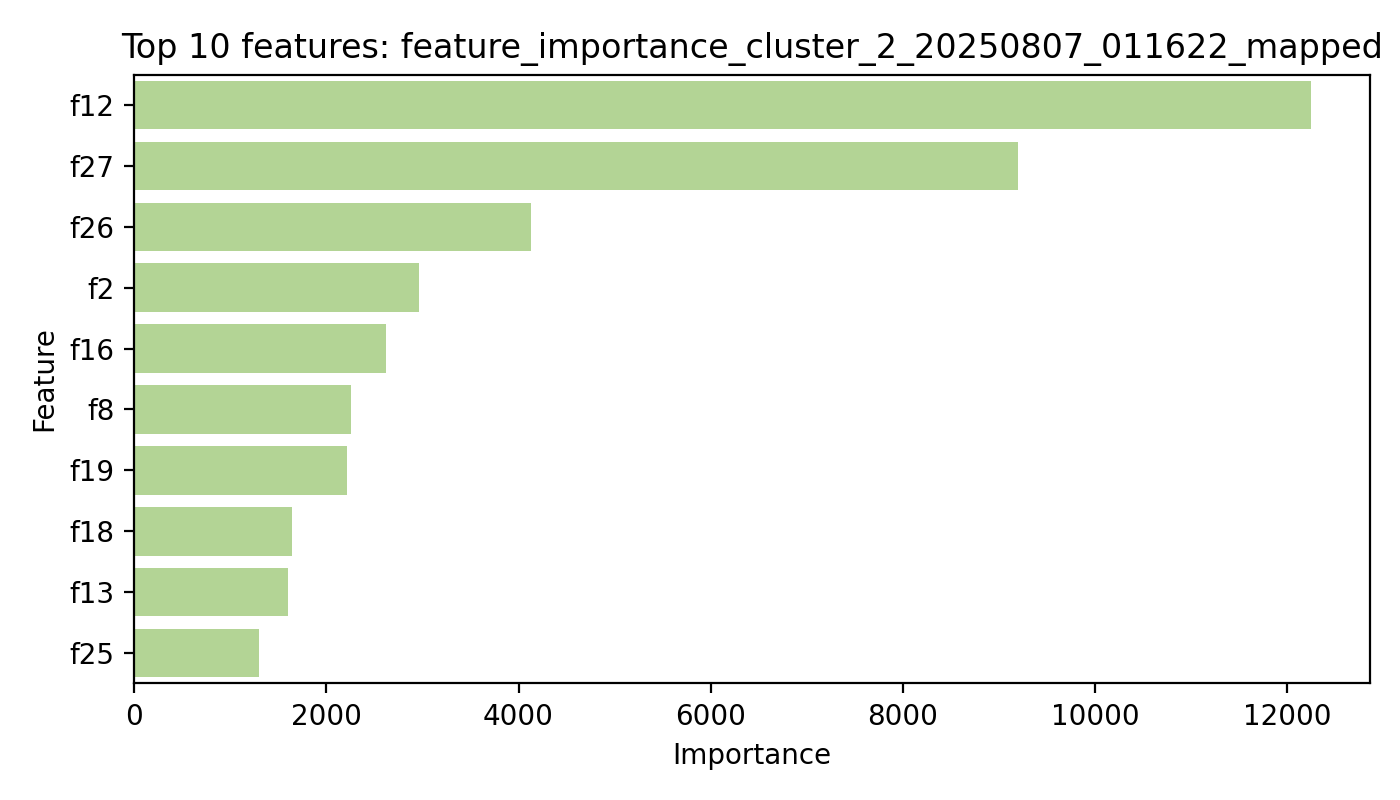 Top 10 features: feature_importance_cluster_2_20250807_011622_mapped
f12
f27
f26
f2
f16
f8
f19
f18
f13
f25
Feature
0 2000 4000 6000 8000 10000 12000
Importance